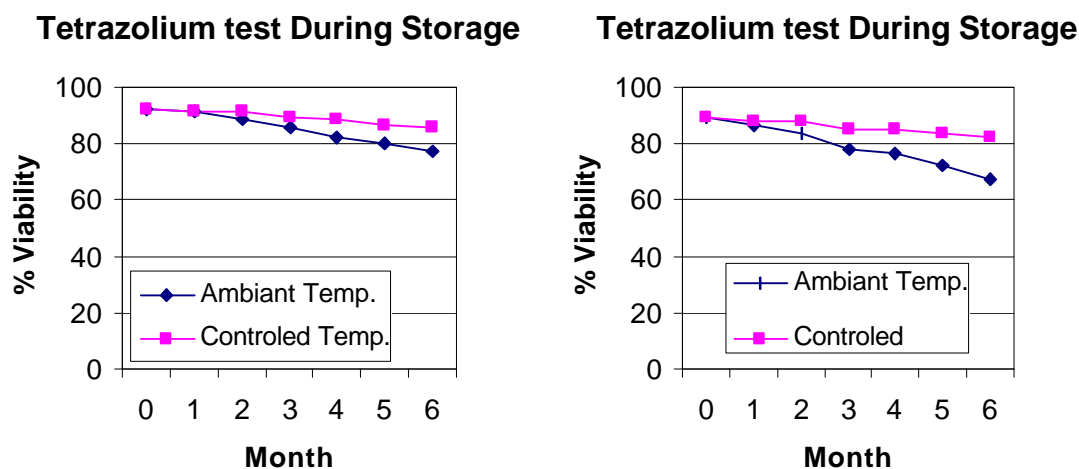 Tetrazolium test During Storage
% Viability
100
80
60
40
20
0
Ambiant Temp.
Controled Temp.
0 1 2 3 4 5 6
Month
Tetrazolium test During Storage
% Viability
100
80
60
40
20
0
Ambiant Temp.
Controled
0 1 2 3 4 5 6
Month